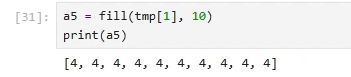 [31]: a5 = fill(tmp[1], 10)
print(a5)
[4, 4, 4, 4, 4, 4, 4, 4, 4, 4]